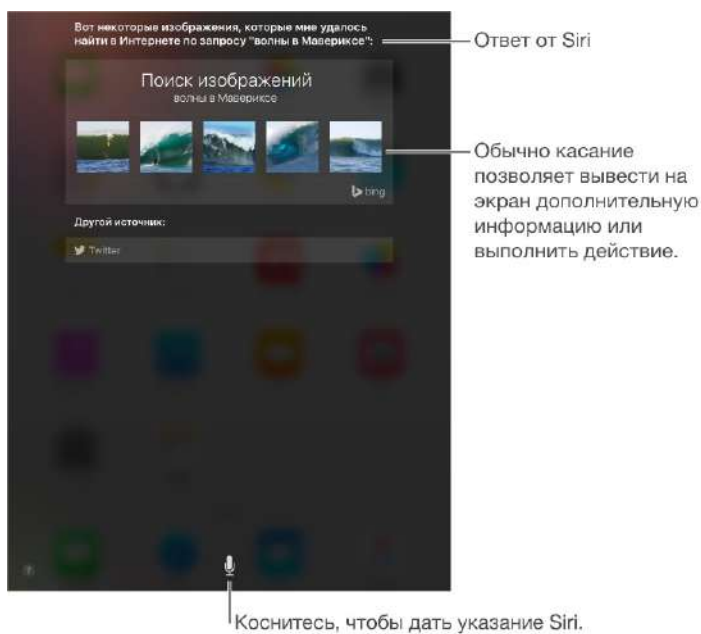 Вот некоторые изображения, которые мне удалось
найти в Интернете по запросу "волны в Мавериксе":
Ответ от Siri
Поиск изображений
волны в Мавериксе
Обычно касание
позволяет вывести на
экран дополнительную
информацию или
выполнить действие.
bing
Другой источник:
Twitter
?
Коснитесь, чтобы дать указание Siri.